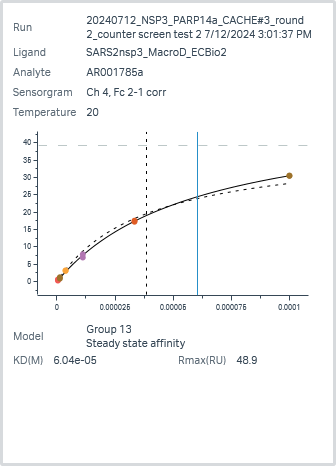 Run 20240712_NSP3_PARP14a_CACHE#3_round
2_counter screen test 2 7/12/2024 3:01:37 PM
Ligand SARS2nsp3_MacroD_ECBio2
Analyte AR001785a
Sensorgram Ch 4, Fc 2-1 corr
Temperature 20
40
35
30
25
20
15
10
5
0
0 0.000025 0.00005 0.000075 0.0001
Model Group 13
Steady state affinity
KD(M) 6.04e-05 Rmax(RU) 48.9